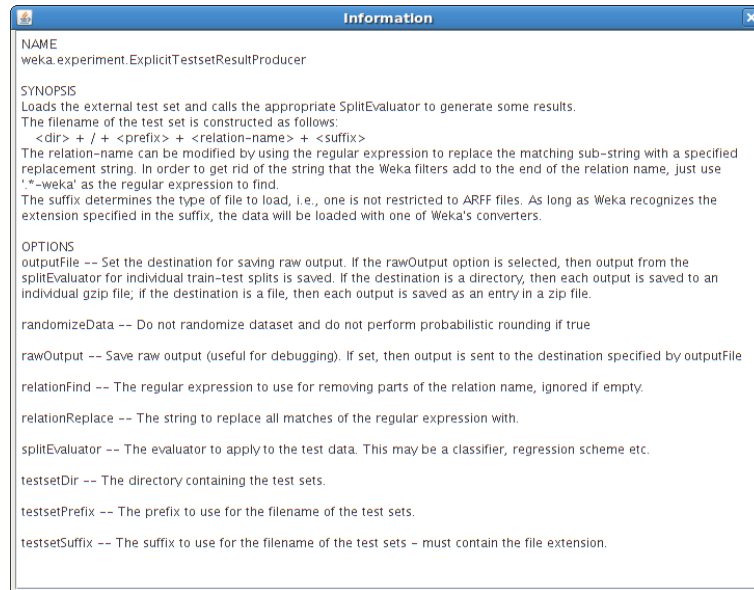 Information
NAME
weka.experiment.ExplicitTestsetResultProducer
SYNOPSIS
Loads the external test set and calls the appropriate SplitEvaluator to generate some results.
The filename of the test set is constructed as follows:
<dir> + / + <prefix> + <relation-name> + <suffix>
The relation-name can be modified by using the regular expression to replace the matching sub-string with a specified
replacement string. In order to get rid of the string that the Weka filters add to the end of the relation name, just use
'.*-weka' as the regular expression to find.
The suffix determines the type of file to load, i.e., one is not restricted to ARFF files. As long as Weka recognizes the
extension specified in the suffix, the data will be loaded with one of Weka's converters.
OPTIONS
outputFile -- Set the destination for saving raw output. If the rawOutput option is selected, then output from the
splitEvaluator for individual train-test splits is saved. If the destination is a directory, then each output is saved to an
individual gzip file; if the destination is a file, then each output is saved as an entry in a zip file.
randomizeData -- Do not randomize dataset and do not perform probabilistic rounding if true
rawOutput -- Save raw output (useful for debugging). If set, then output is sent to the destination specified by outputFile
relationFind -- The regular expression to use for removing parts of the relation name, ignored if empty.
relationReplace -- The string to replace all matches of the regular expression with.
splitEvaluator -- The evaluator to apply to the test data. This may be a classifier, regression scheme etc.
testsetDir -- The directory containing the test sets.
testsetPrefix -- The prefix to use for the filename of the test sets.
testsetSuffix -- The suffix to use for the filename of the test sets - must contain the file extension.